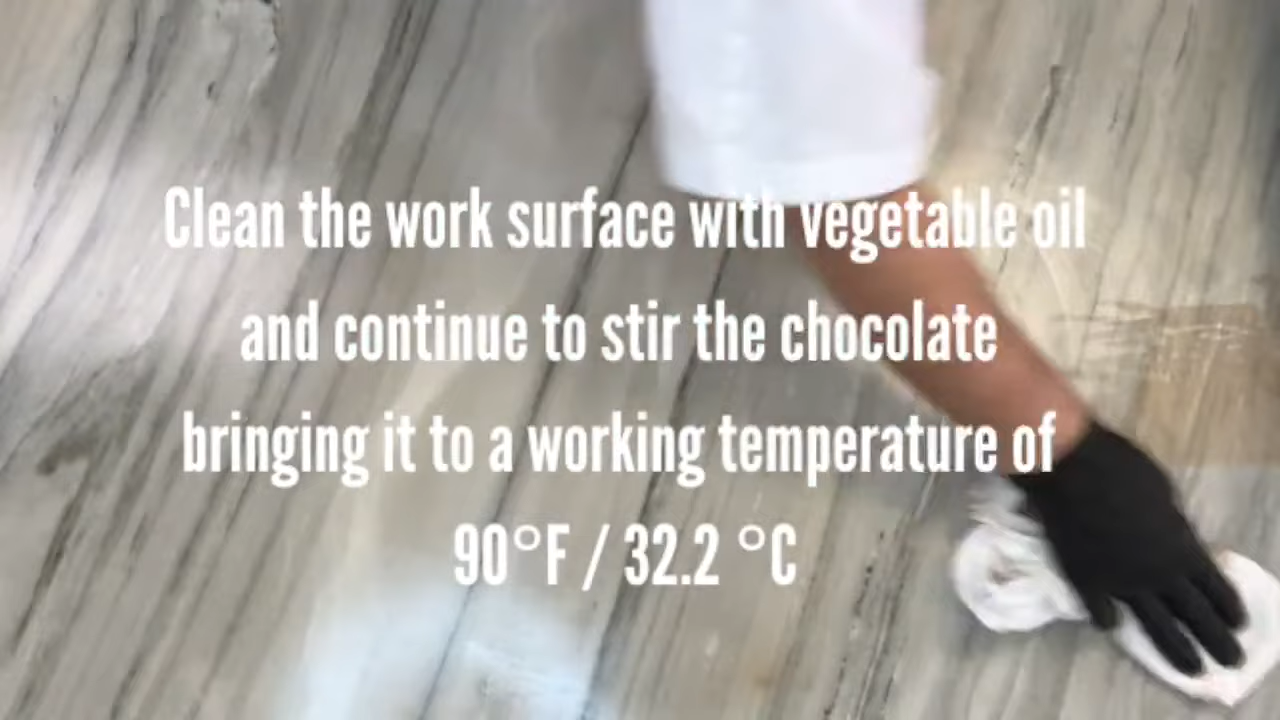 Clean the work surface with vegetable oil
and continue to stir the chocolate
bringing it to a working temperature of
90°F / 32.2 °C